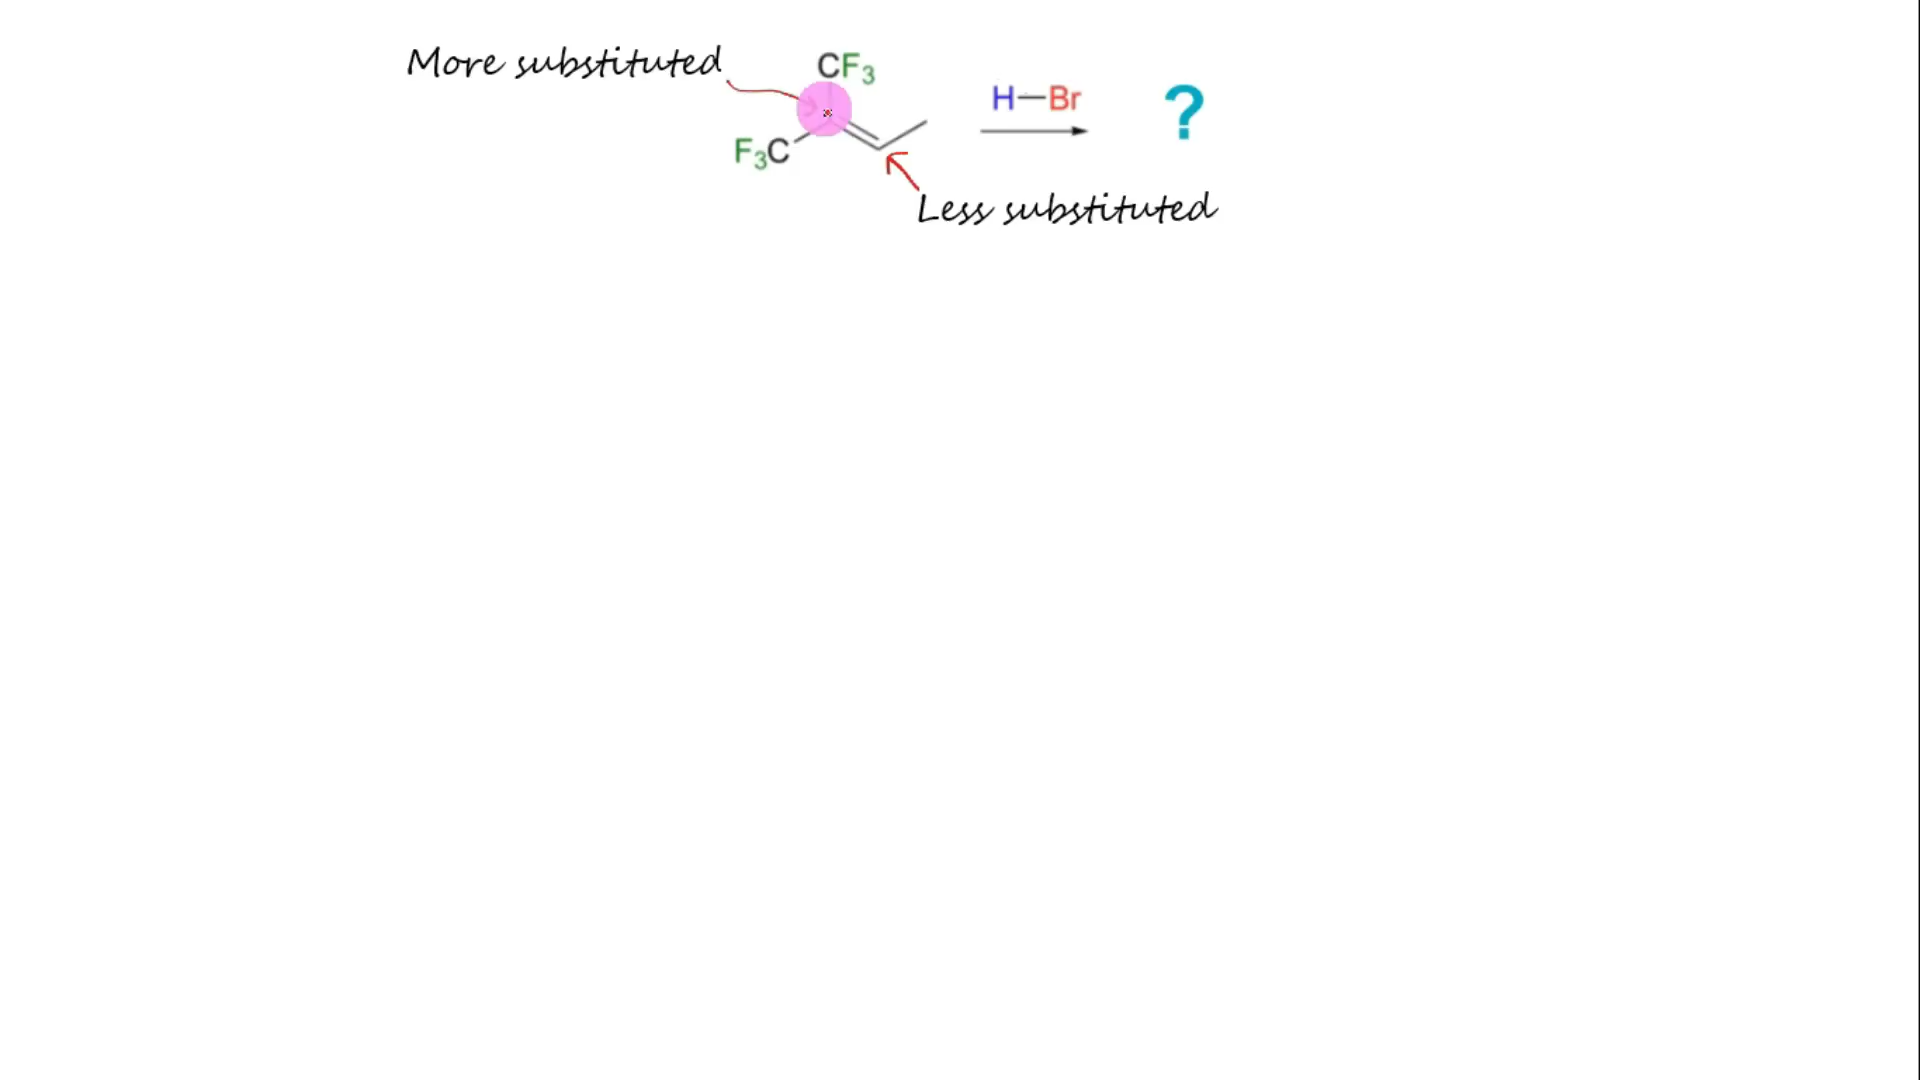 More substituted
CF3
H—Br
?
F3C
Less substituted